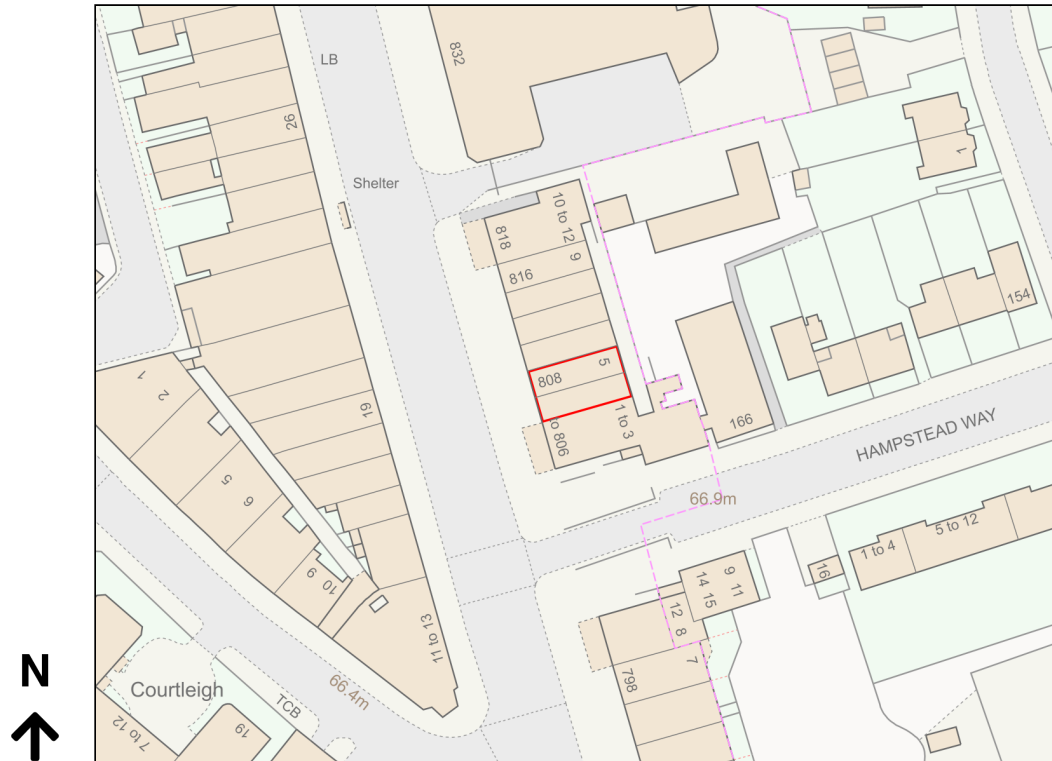 832
LB
26
Shelter
10 to 12
818
9
816
1
154
808
5
1
2
19
1 to 3
o 806
166
HAMPSTEAD WAY
5
6
66.9m
5 to 12
1 to 4
9
10
16
9
11
14
15
12
8
11 to 13
7
798
N
Courtleigh
66.4m
TCB
19
7 to 12